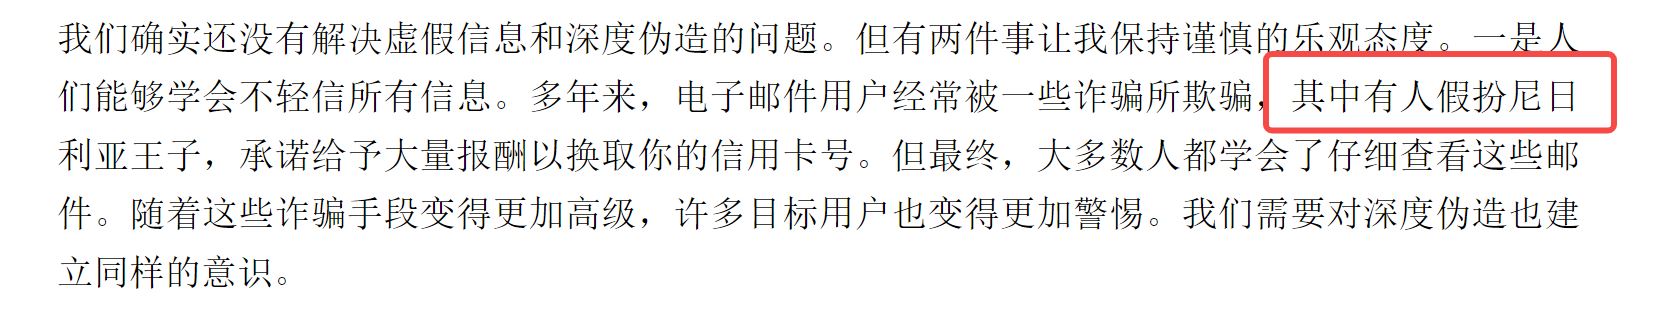 我们确实还没有解决虚假信息和深度伪造的问题。但有两件事让我保持谨慎的乐观态度。一是人
们能够学会不轻信所有信息。多年来，电子邮件用户经常被一些诈骗所欺骗，其中有人假扮尼日
利亚王子，承诺给予大量报酬以换取你的信用卡号。但最终，大多数人都学会了仔细查看这些邮
件。随着这些诈骗手段变得更加高级，许多目标用户也变得更加警惕。我们需要对深度伪造也建
立同样的意识。